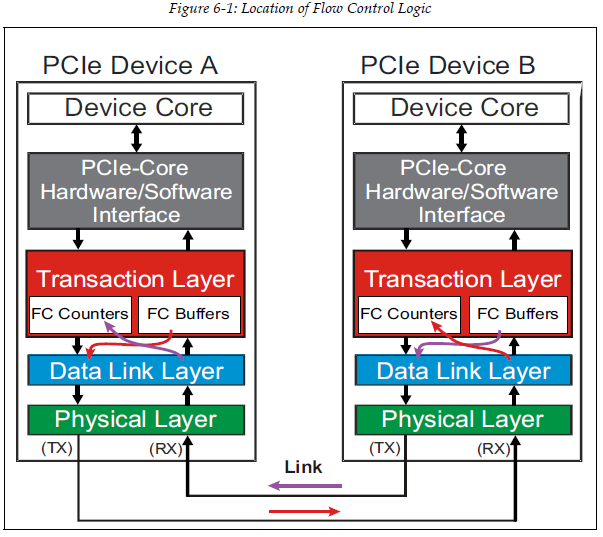 Figure 6-1: Location of Flow Control Logic
PCIe Device A
Device Core
PCIe-Core
Hardware/Software
Interface
Transaction Layer
FC Counters
FC Buffers
Data Link Layer
Physical Layer
(TX)
(RX)
PCIe Device B
Device Core
PCIe-Core
Hardware/Software
Interface
Transaction Layer
FC Counters
FC Buffers
Data Link Layer
Physical Layer
(TX)
(RX)
Link